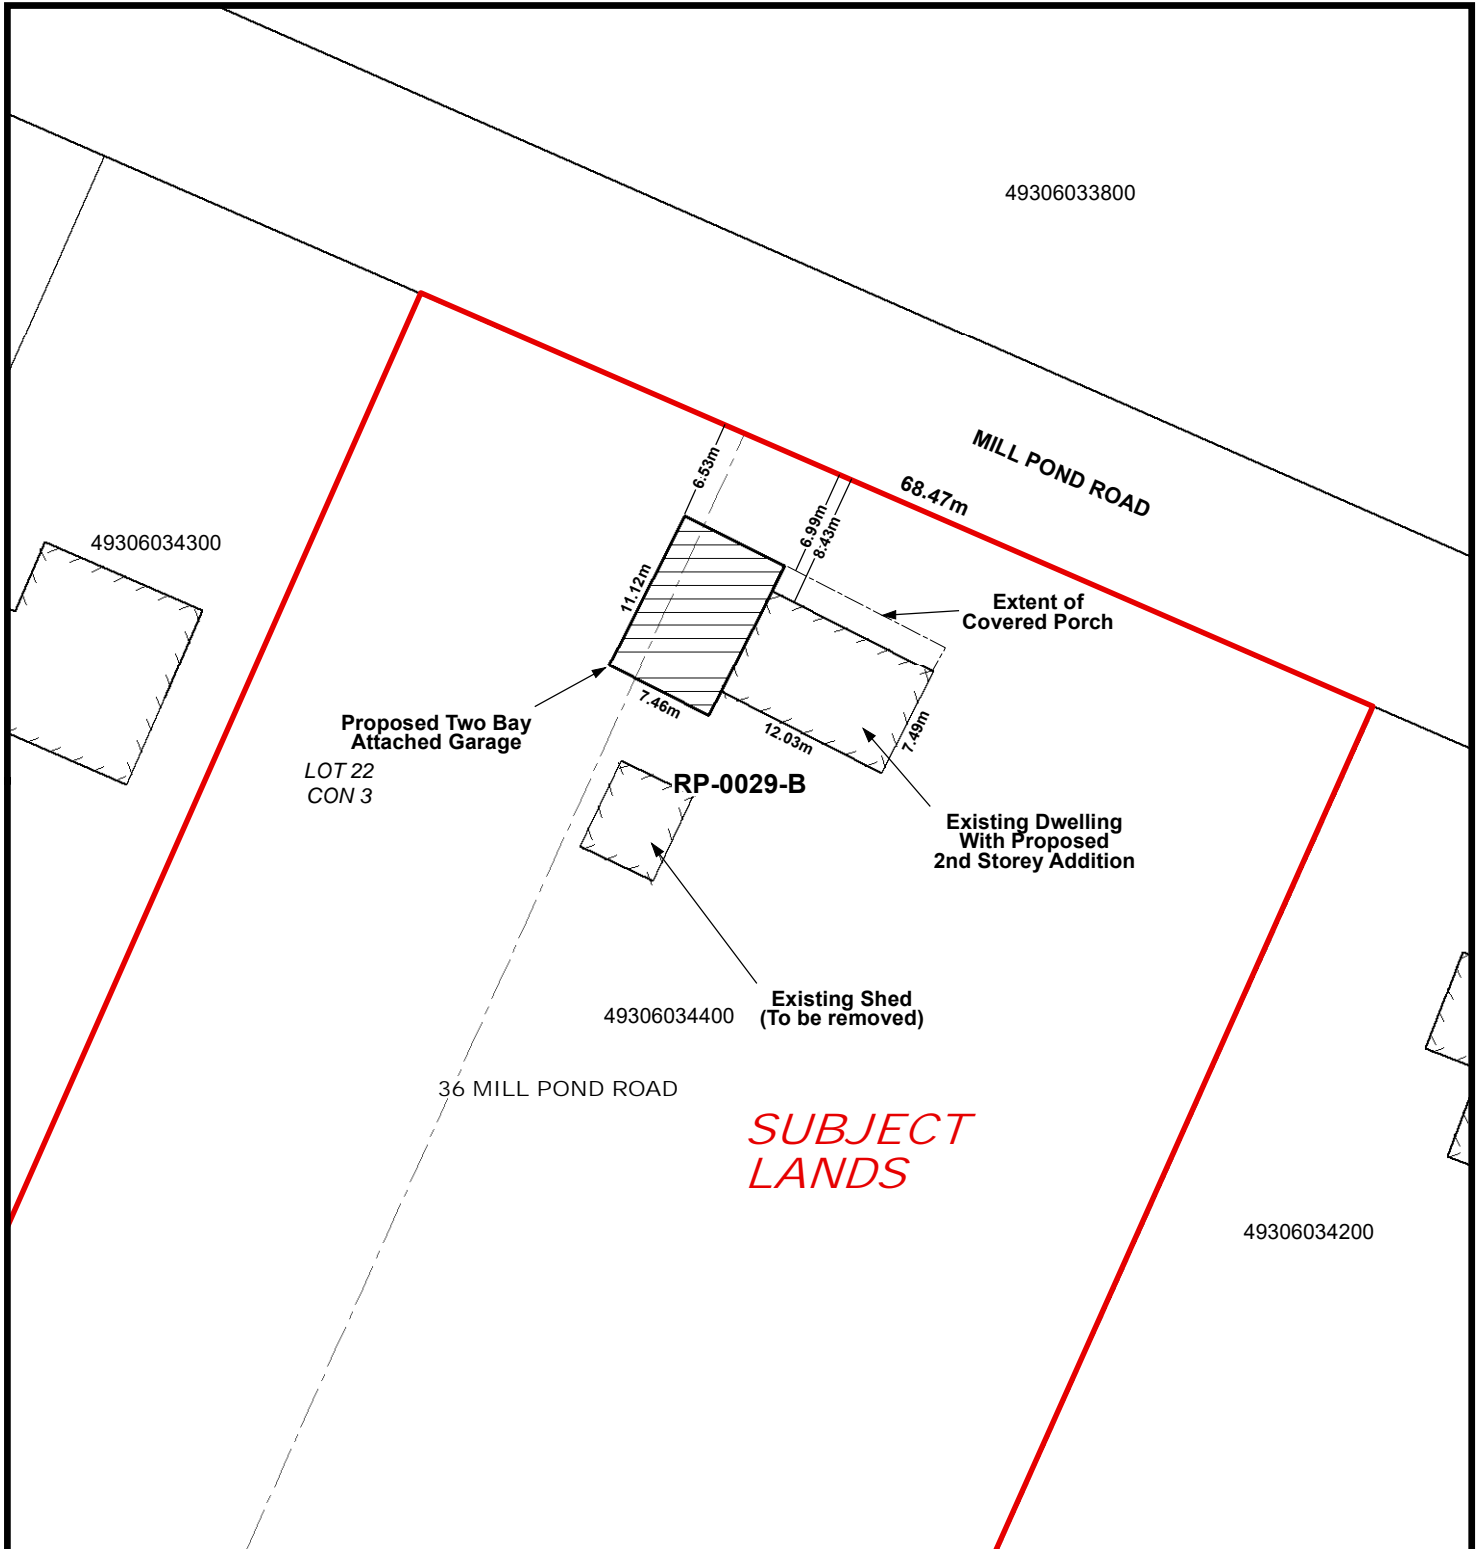 49306033800
MILL POND ROAD
68.47m
6.53m
6.99m
8.43m
49306034300
11.12m
Extent of
Covered Porch
7.46m
12.03m
7.49m
Proposed Two Bay
Attached Garage
LOT 22
CON 3
RP-0029-B
Existing Dwelling
With Proposed
2nd Storey Addition
Existing Shed
(To be removed)
49306034400
36 MILL POND ROAD
SUBJECT
LANDS
49306034200